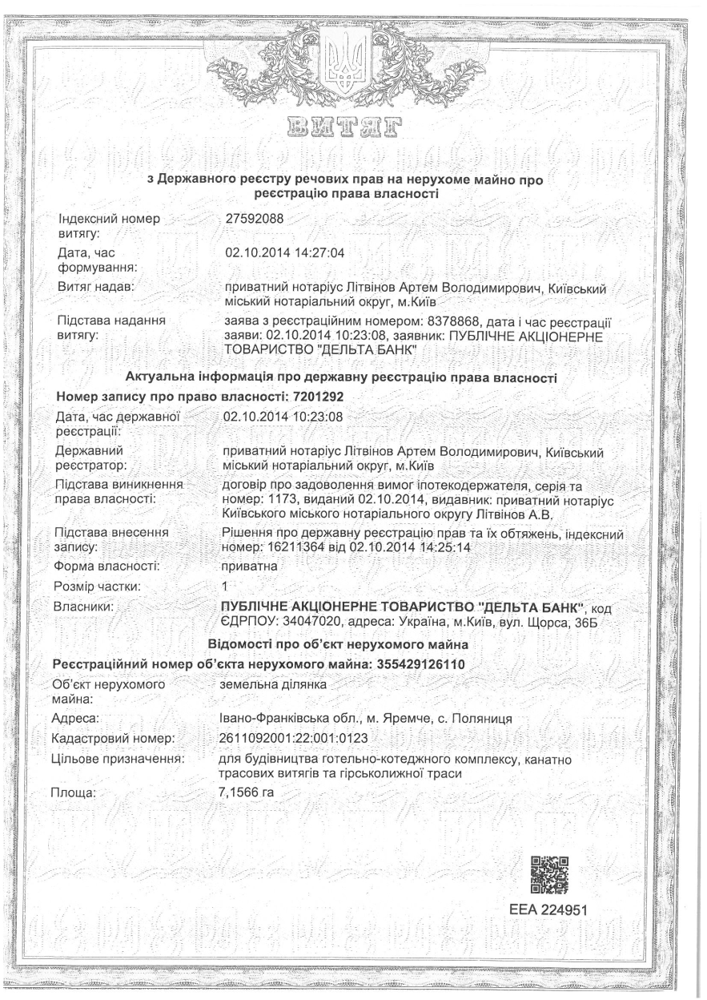 ВИТЯГ
з Державного реєстру речових прав на нерухоме майно про
реєстрацію права власності
Індексний номер витягу: 27592088
Дата, час формування: 02.10.2014 14:27:04
Витяг надав: приватний нотаріус Літвінов Артем Володимирович, Київський
міський нотаріальний округ, м.Київ
Підстава надання витягу: заява з реєстраційним номером: 8378868, дата і час реєстрації
заяви: 02.10.2014 10:23:08, заявник: ПУБЛІЧНЕ АКЦІОНЕРНЕ
ТОВАРИСТВО "ДЕЛЬТА БАНК"
Актуальна інформація про державну реєстрацію права власності
Номер запису про право власності: 7201292
Дата, час державної реєстрації: 02.10.2014 10:23:08
Державний реєстратор: приватний нотаріус Літвінов Артем Володимирович, Київський
міський нотаріальний округ, м.Київ
Підстава виникнення права власності: договір про задоволення вимог іпотекодержателя, серія та
номер: 1173, виданий 02.10.2014, видавник: приватний нотаріус
Київського міського нотаріального округу Літвінов А.В.
Підстава внесення запису: Рішення про державну реєстрацію прав та їх обтяжень, індексний
номер: 16211364 від 02.10.2014 14:25:14
Форма власності: приватна
Розмір частки: 1
Власники: ПУБЛІЧНЕ АКЦІОНЕРНЕ ТОВАРИСТВО "ДЕЛЬТА БАНК", код
ЄДРПОУ: 34047020, адреса: Україна, м.Київ, вул. Щорса, 36Б
Відомості про об'єкт нерухомого майна
Реєстраційний номер об'єкта нерухомого майна: 355429126110
Об'єкт нерухомого майна: земельна ділянка
Адреса: Івано-Франківська обл., м. Яремче, с. Поляниця
Кадастровий номер: 2611092001:22:001:0123
Цільове призначення: для будівництва готельно-котеджного комплексу, канатно
трасових витягів та гірськолижної траси
Площа: 7,1566 га
ЕЕА 224951